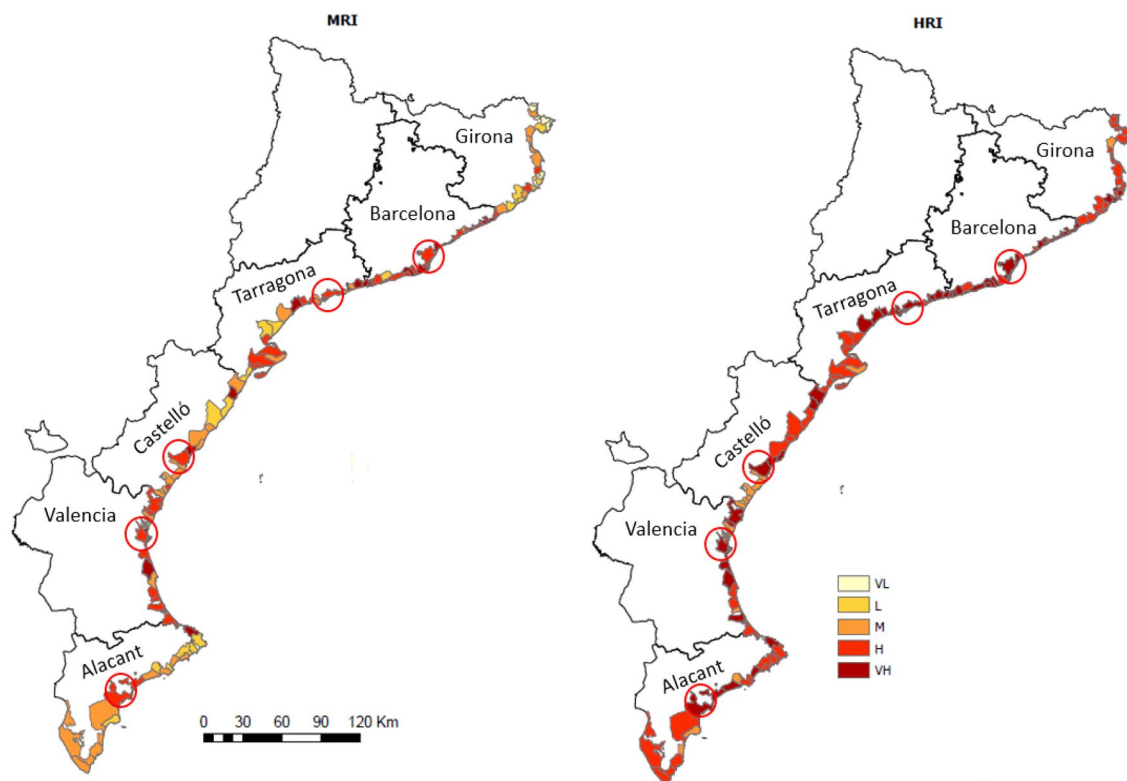 MRI
HRI
Girona
Barcelona
Tarragona
Castelló
Valencia
Alacant
0 30 60 90 120 Km
Girona
Barcelona
Tarragona
Castelló
Valencia
Alacant
VL
L
M
H
VH